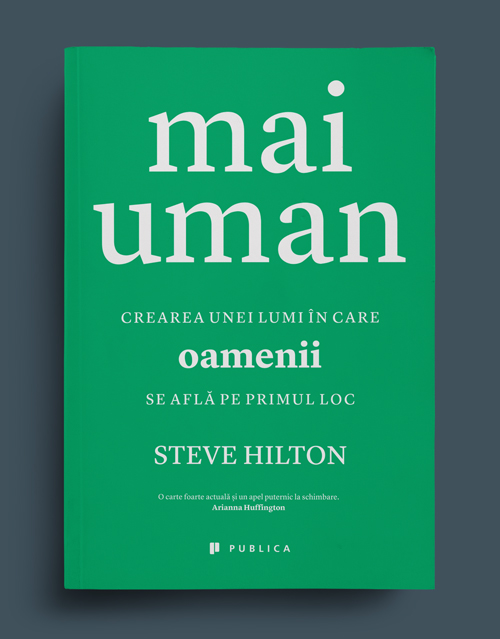 mai
uman
CREAREA UNEI LUMI ÎN CARE
oamenii
SE AFLĂ PE PRIMUL LOC
STEVE HILTON
O carte foarte actuală și un apel puternic la schimbare.
Arianna Huffington
PUBLICA